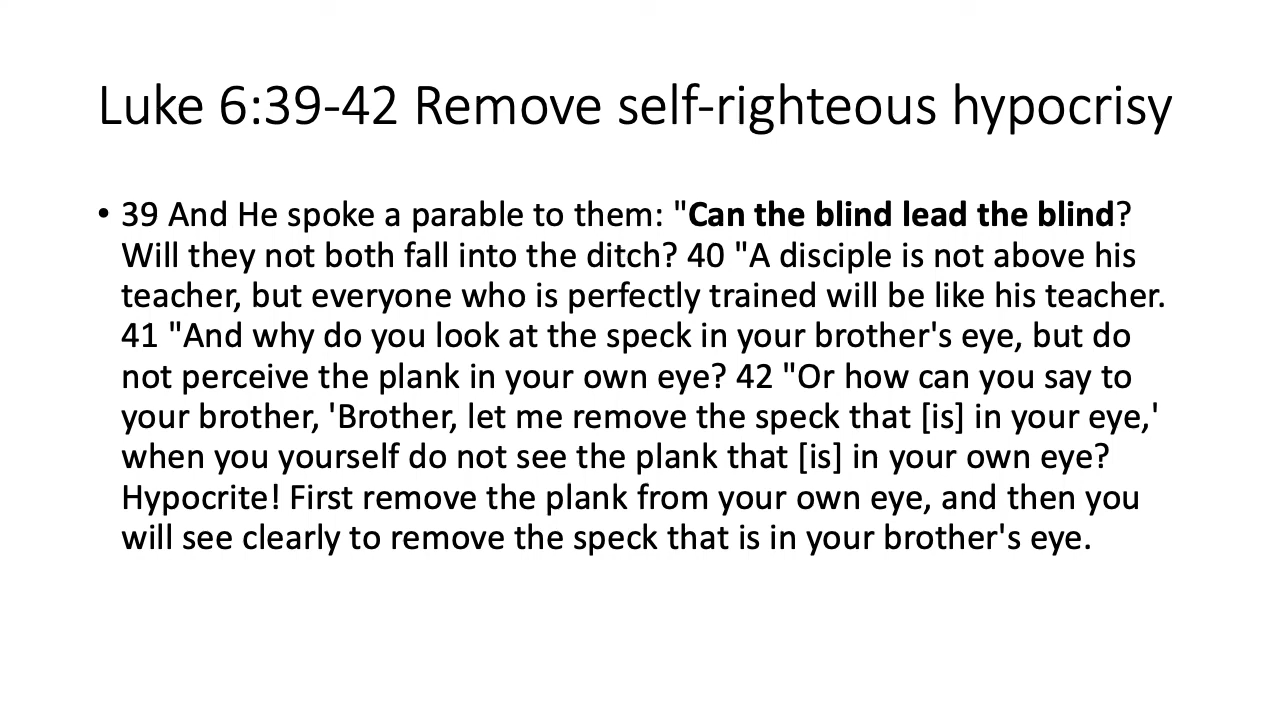 Luke 6:39-42 Remove self-righteous hypocrisy
• 39 And He spoke a parable to them: "Can the blind lead the blind?
Will they not both fall into the ditch? 40 "A disciple is not above his
teacher, but everyone who is perfectly trained will be like his teacher.
41 "And why do you look at the speck in your brother's eye, but do
not perceive the plank in your own eye? 42 "Or how can you say to
your brother, 'Brother, let me remove the speck that [is] in your eye,'
when you yourself do not see the plank that [is] in your own eye?
Hypocrite! First remove the plank from your own eye, and then you
will see clearly to remove the speck that is in your brother's eye.